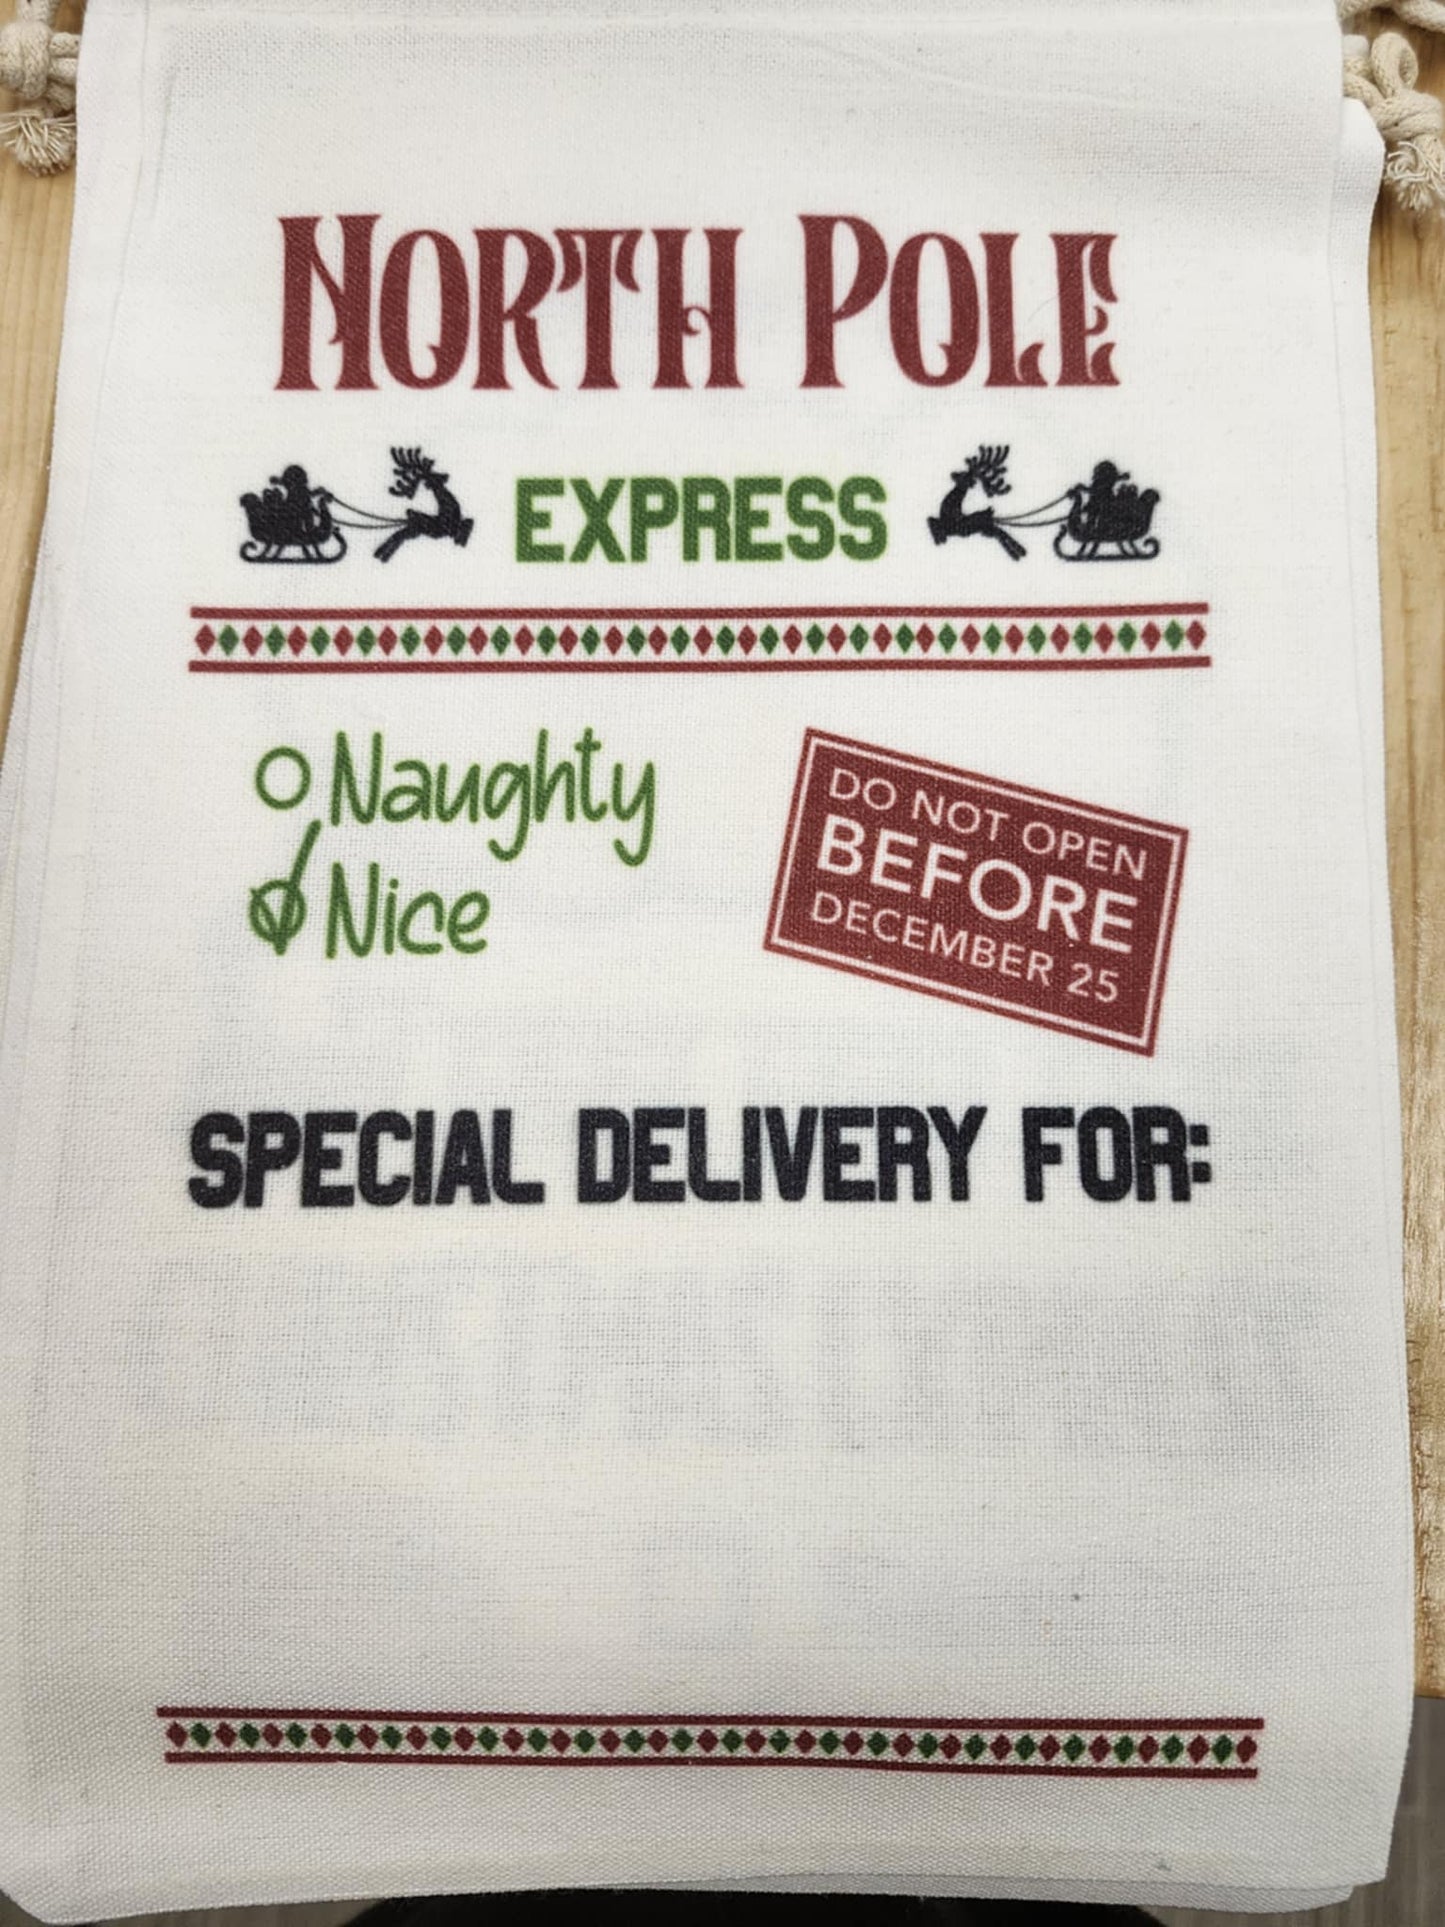 NORTH POLE
EXPRESS
Naughty
Nice
DO NOT OPEN
BEFORE
DECEMBER 25
SPECIAL DELIVERY FOR: